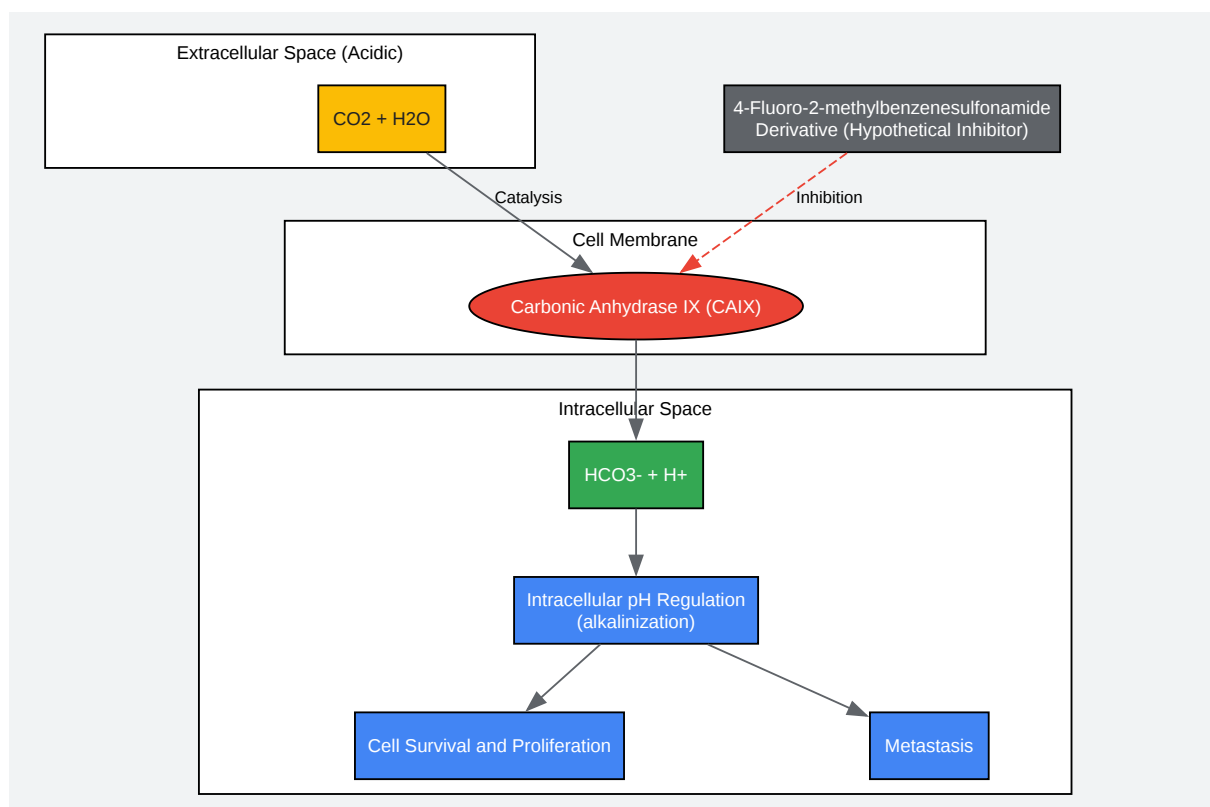 Extracellular Space (Acidic)
CO2 + H2O
4-Fluoro-2-methylbenzenesulfonamide
Derivative (Hypothetical Inhibitor)
Catalysis
Inhibition
Cell Membrane
Carbonic Anhydrase IX (CAIX)
Intracellular Space
HCO3- + H+
Intracellular pH Regulation
(alkalinization)
Cell Survival and Proliferation
Metastasis